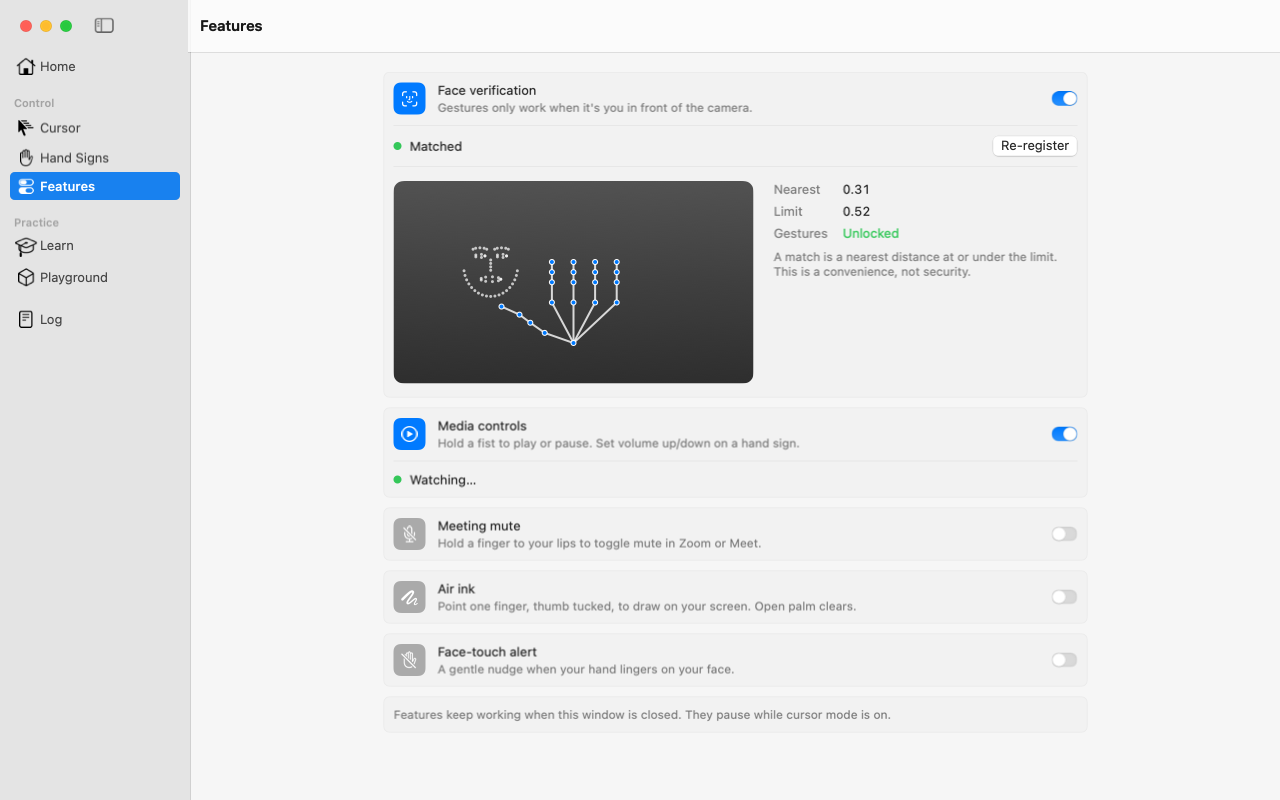 Features
Home
Control
Cursor
Hand Signs
Features
Practice
Learn
Playground
Log
Face verification
Gestures only work when it's you in front of the camera.
Matched
Re-register
Nearest 0.31
Limit 0.52
Gestures Unlocked
A match is a nearest distance at or under the limit.
This is a convenience, not security.
Media controls
Hold a fist to play or pause. Set volume up/down on a hand sign.
Watching...
Meeting mute
Hold a finger to your lips to toggle mute in Zoom or Meet.
Air ink
Point one finger, thumb tucked, to draw on your screen. Open palm clears.
Face-touch alert
A gentle nudge when your hand lingers on your face.
Features keep working when this window is closed. They pause while cursor mode is on.